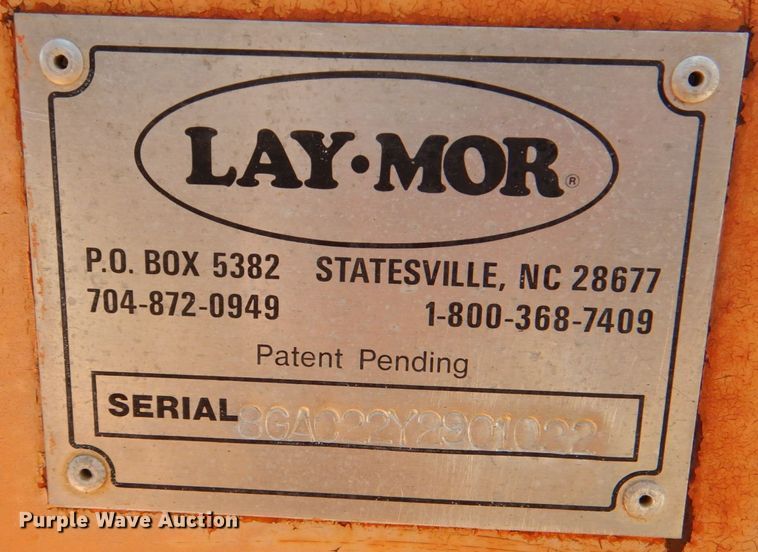 LAY•MOR®
P.O. BOX 5382 STATESVILLE, NC 28677
704-872-0949 1-800-368-7409
Patent Pending
SERIAL 8GAC22Y2901022
Purple Wave Auction